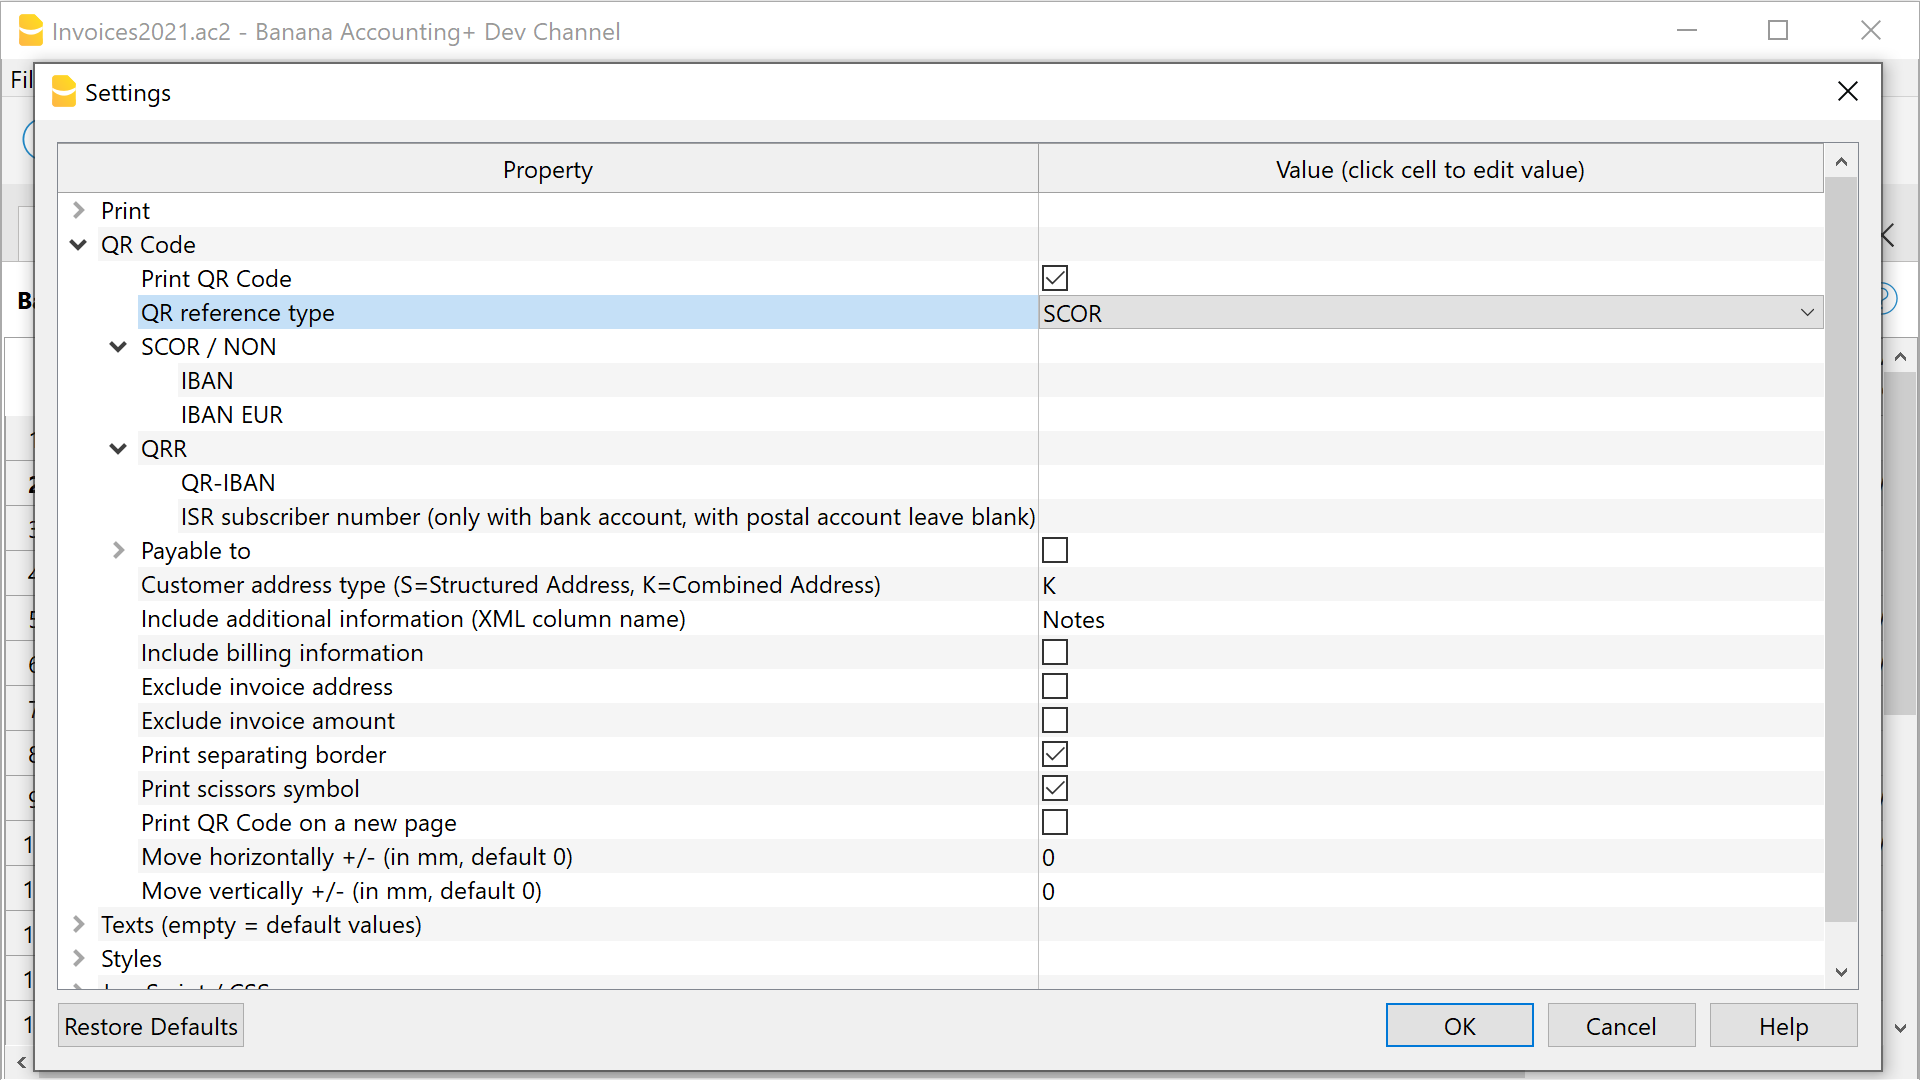 Invoices2021.ac2 - Banana Accounting+ Dev Channel
Settings
Property
Value (click cell to edit value)
Print
QR Code
Print QR Code
QR reference type SCOR
SCOR / NON
IBAN
IBAN EUR
QRR
QR-IBAN
ISR subscriber number (only with bank account, with postal account leave blank)
Payable to
Customer address type (S=Structured Address, K=Combined Address) K
Include additional information (XML column name) Notes
Include billing information
Exclude invoice address
Exclude invoice amount
Print separating border
Print scissors symbol
Print QR Code on a new page
Move horizontally +/- (in mm, default 0) 0
Move vertically +/- (in mm, default 0) 0
Texts (empty = default values)
Styles
Restore Defaults
OK
Cancel
Help